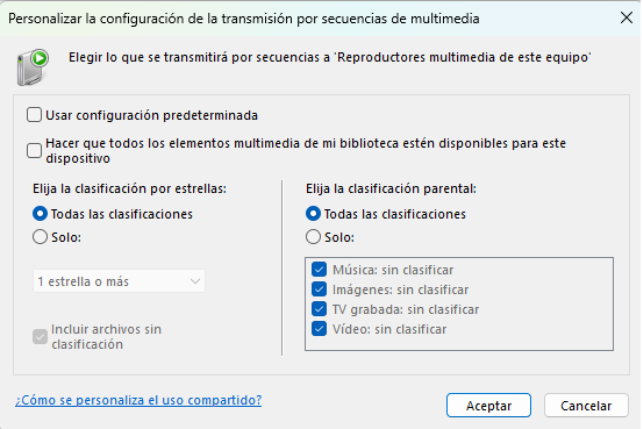 Personalizar la configuración de la transmisión por secuencias de multimedia
Elegir lo que se transmitirá por secuencias a 'Reproductores multimedia de este equipo'
Usar configuración predeterminada
Hacer que todos los elementos multimedia de mi biblioteca estén disponibles para este
dispositivo
Elija la clasificación por estrellas:
Todas las clasificaciones
Solo:
1 estrella o más
Incluir archivos sin
clasificación
Elija la clasificación parental:
Todas las clasificaciones
Solo:
Música: sin clasificar
Imágenes: sin clasificar
TV grabada: sin clasificar
Vídeo: sin clasificar
¿Cómo se personaliza el uso compartido?
Aceptar
Cancelar